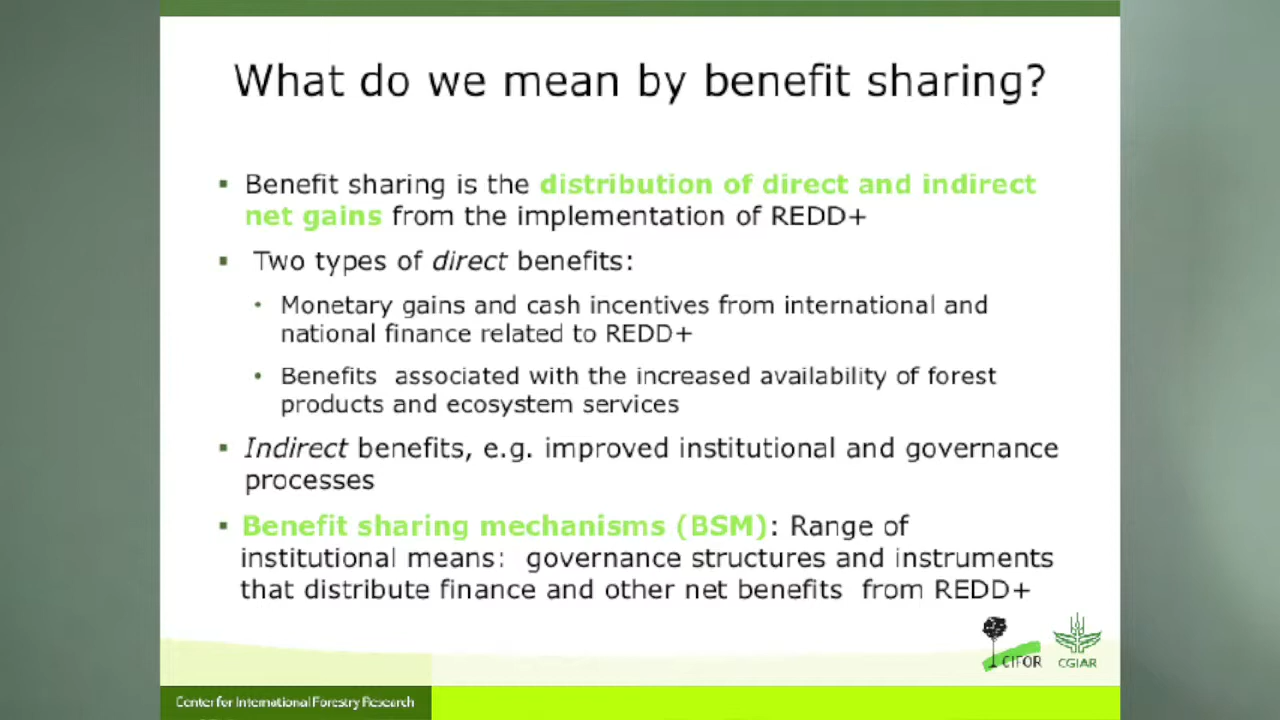 What do we mean by benefit sharing?
▪ Benefit sharing is the distribution of direct and indirect
net gains from the implementation of REDD+
▪ Two types of direct benefits:
• Monetary gains and cash incentives from international and
national finance related to REDD+
• Benefits associated with the increased availability of forest
products and ecosystem services
▪ Indirect benefits, e.g. improved institutional and governance
processes
▪ Benefit sharing mechanisms (BSM): Range of
institutional means: governance structures and instruments
that distribute finance and other net benefits from REDD+
CIFOR
CGIAR
Center for International Forestry Research